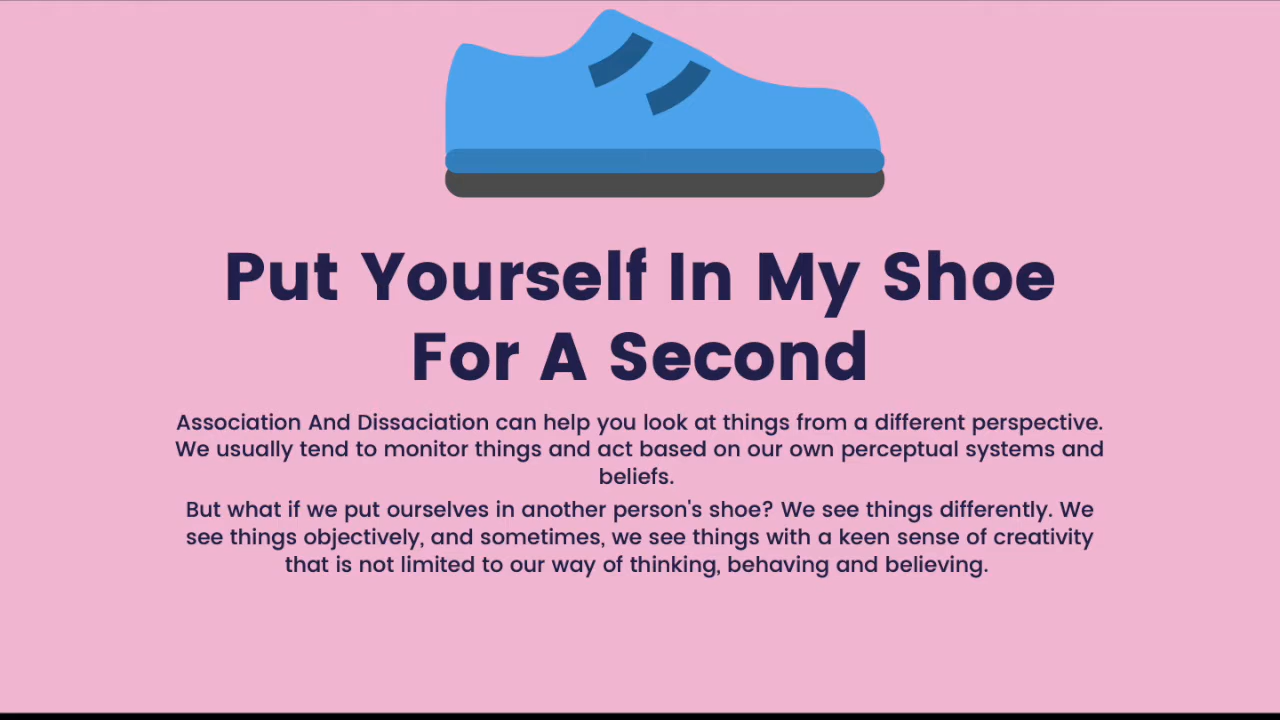 Put Yourself In My Shoe
For A Second
Association And Dissaciation can help you look at things from a different perspective.
We usually tend to monitor things and act based on our own perceptual systems and
beliefs.
But what if we put ourselves in another person's shoe? We see things differently. We
see things objectively, and sometimes, we see things with a keen sense of creativity
that is not limited to our way of thinking, behaving and believing.